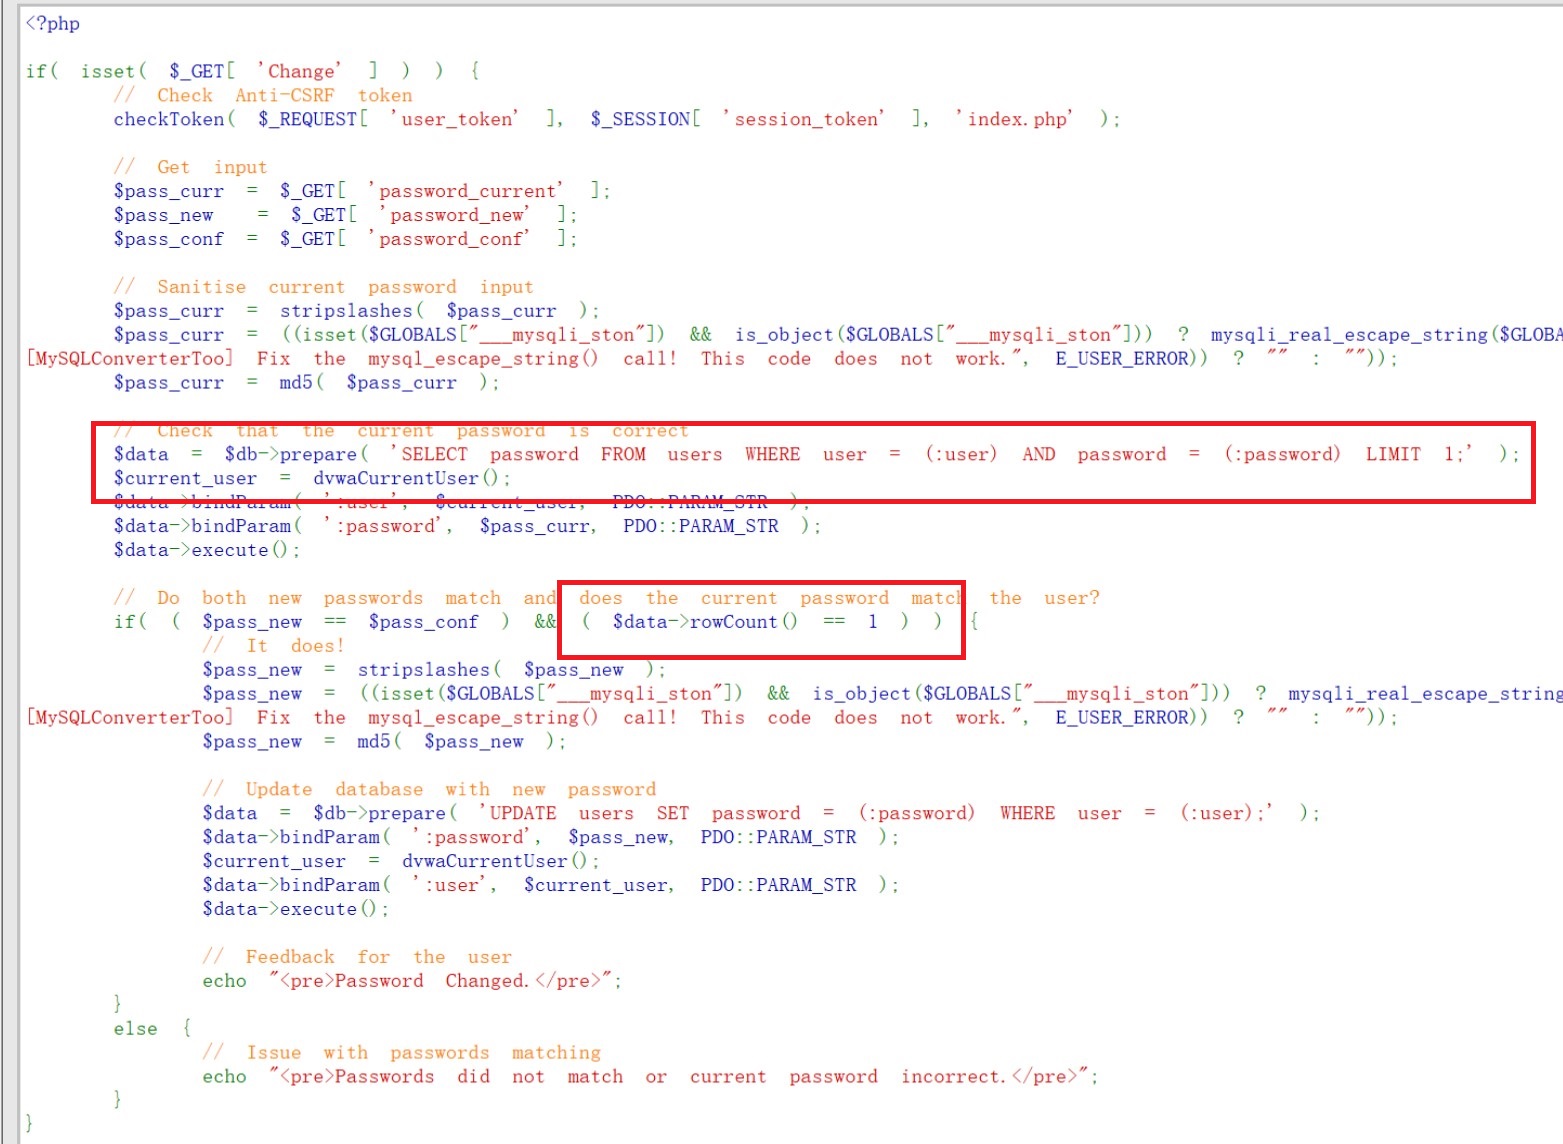 <?php
if( isset( $_GET[ 'Change' ] ) ) {
// Check Anti-CSRF token
checkToken( $_REQUEST[ 'user_token' ], $_SESSION[ 'session_token' ], 'index.php' );
// Get input
$pass_curr = $_GET[ 'password_current' ];
$pass_new = $_GET[ 'password_new' ];
$pass_conf = $_GET[ 'password_conf' ];
// Sanitise current password input
$pass_curr = stripslashes( $pass_curr );
$pass_curr = ((isset($GLOBALS["___mysqli_ston"]) && is_object($GLOBALS["___mysqli_ston"])) ? mysqli_real_escape_string($GLOBA
[MySQLConverterToo] Fix the mysql_escape_string() call! This code does not work.", E_USER_ERROR)) ? "" : ""));
$pass_curr = md5( $pass_curr );
// Check that the current password is correct
$data = $db->prepare( 'SELECT password FROM users WHERE user = (:user) AND password = (:password) LIMIT 1;' );
$current_user = dvwaCurrentUser();
$data->bindParam( ':user', $current_user, PDO::PARAM_STR );
$data->bindParam( ':password', $pass_curr, PDO::PARAM_STR );
$data->execute();
// Do both new passwords match and does the current password match the user?
if( ( $pass_new == $pass_conf ) && ( $data->rowCount() == 1 ) ) {
// It does!
$pass_new = stripslashes( $pass_new );
$pass_new = ((isset($GLOBALS["___mysqli_ston"]) && is_object($GLOBALS["___mysqli_ston"])) ? mysqli_real_escape_string
[MySQLConverterToo] Fix the mysql_escape_string() call! This code does not work.", E_USER_ERROR)) ? "" : ""));
$pass_new = md5( $pass_new );
// Update database with new password
$data = $db->prepare( 'UPDATE users SET password = (:password) WHERE user = (:user);' );
$data->bindParam( ':password', $pass_new, PDO::PARAM_STR );
$current_user = dvwaCurrentUser();
$data->bindParam( ':user', $current_user, PDO::PARAM_STR );
$data->execute();
// Feedback for the user
echo "<pre>Password Changed.</pre>";
}
else {
// Issue with passwords matching
echo "<pre>Passwords did not match or current password incorrect.</pre>";
}
}